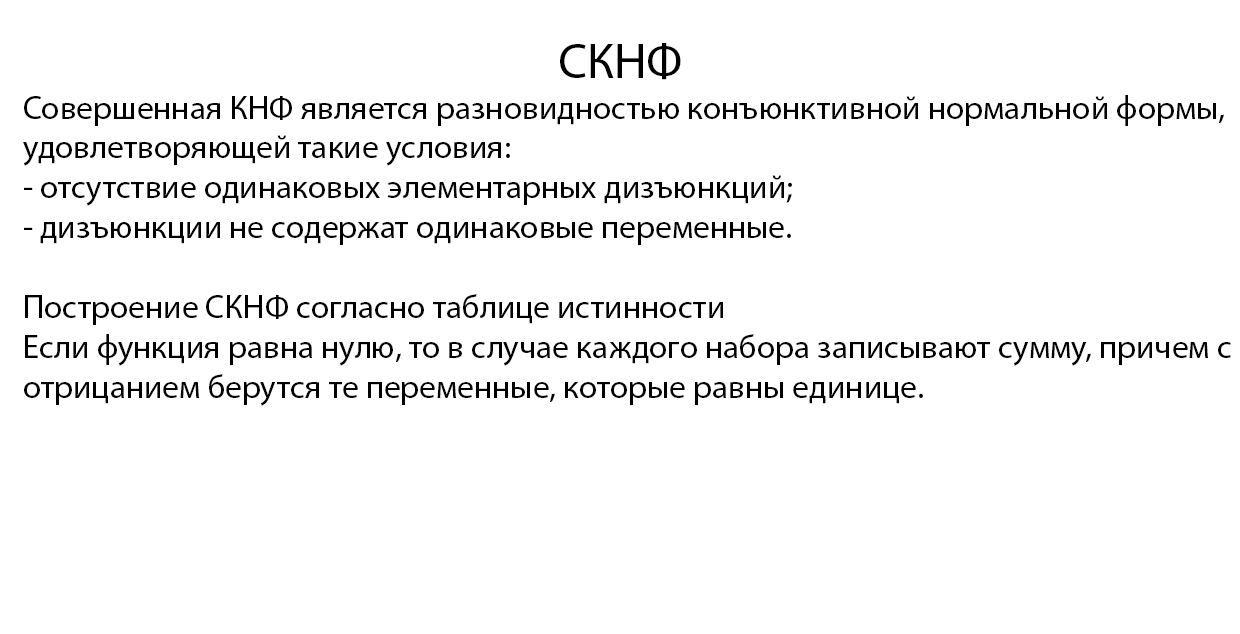 СКНФ
Совершенная КНФ является разновидностью конъюнктивной нормальной формы,
удовлетворяющей такие условия:
- отсутствие одинаковых элементарных дизъюнкций;
- дизъюнкции не содержат одинаковые переменные.
Построение СКНФ согласно таблице истинности
Если функция равна нулю, то в случае каждого набора записывают сумму, причем с
отрицанием берутся те переменные, которые равны единице.